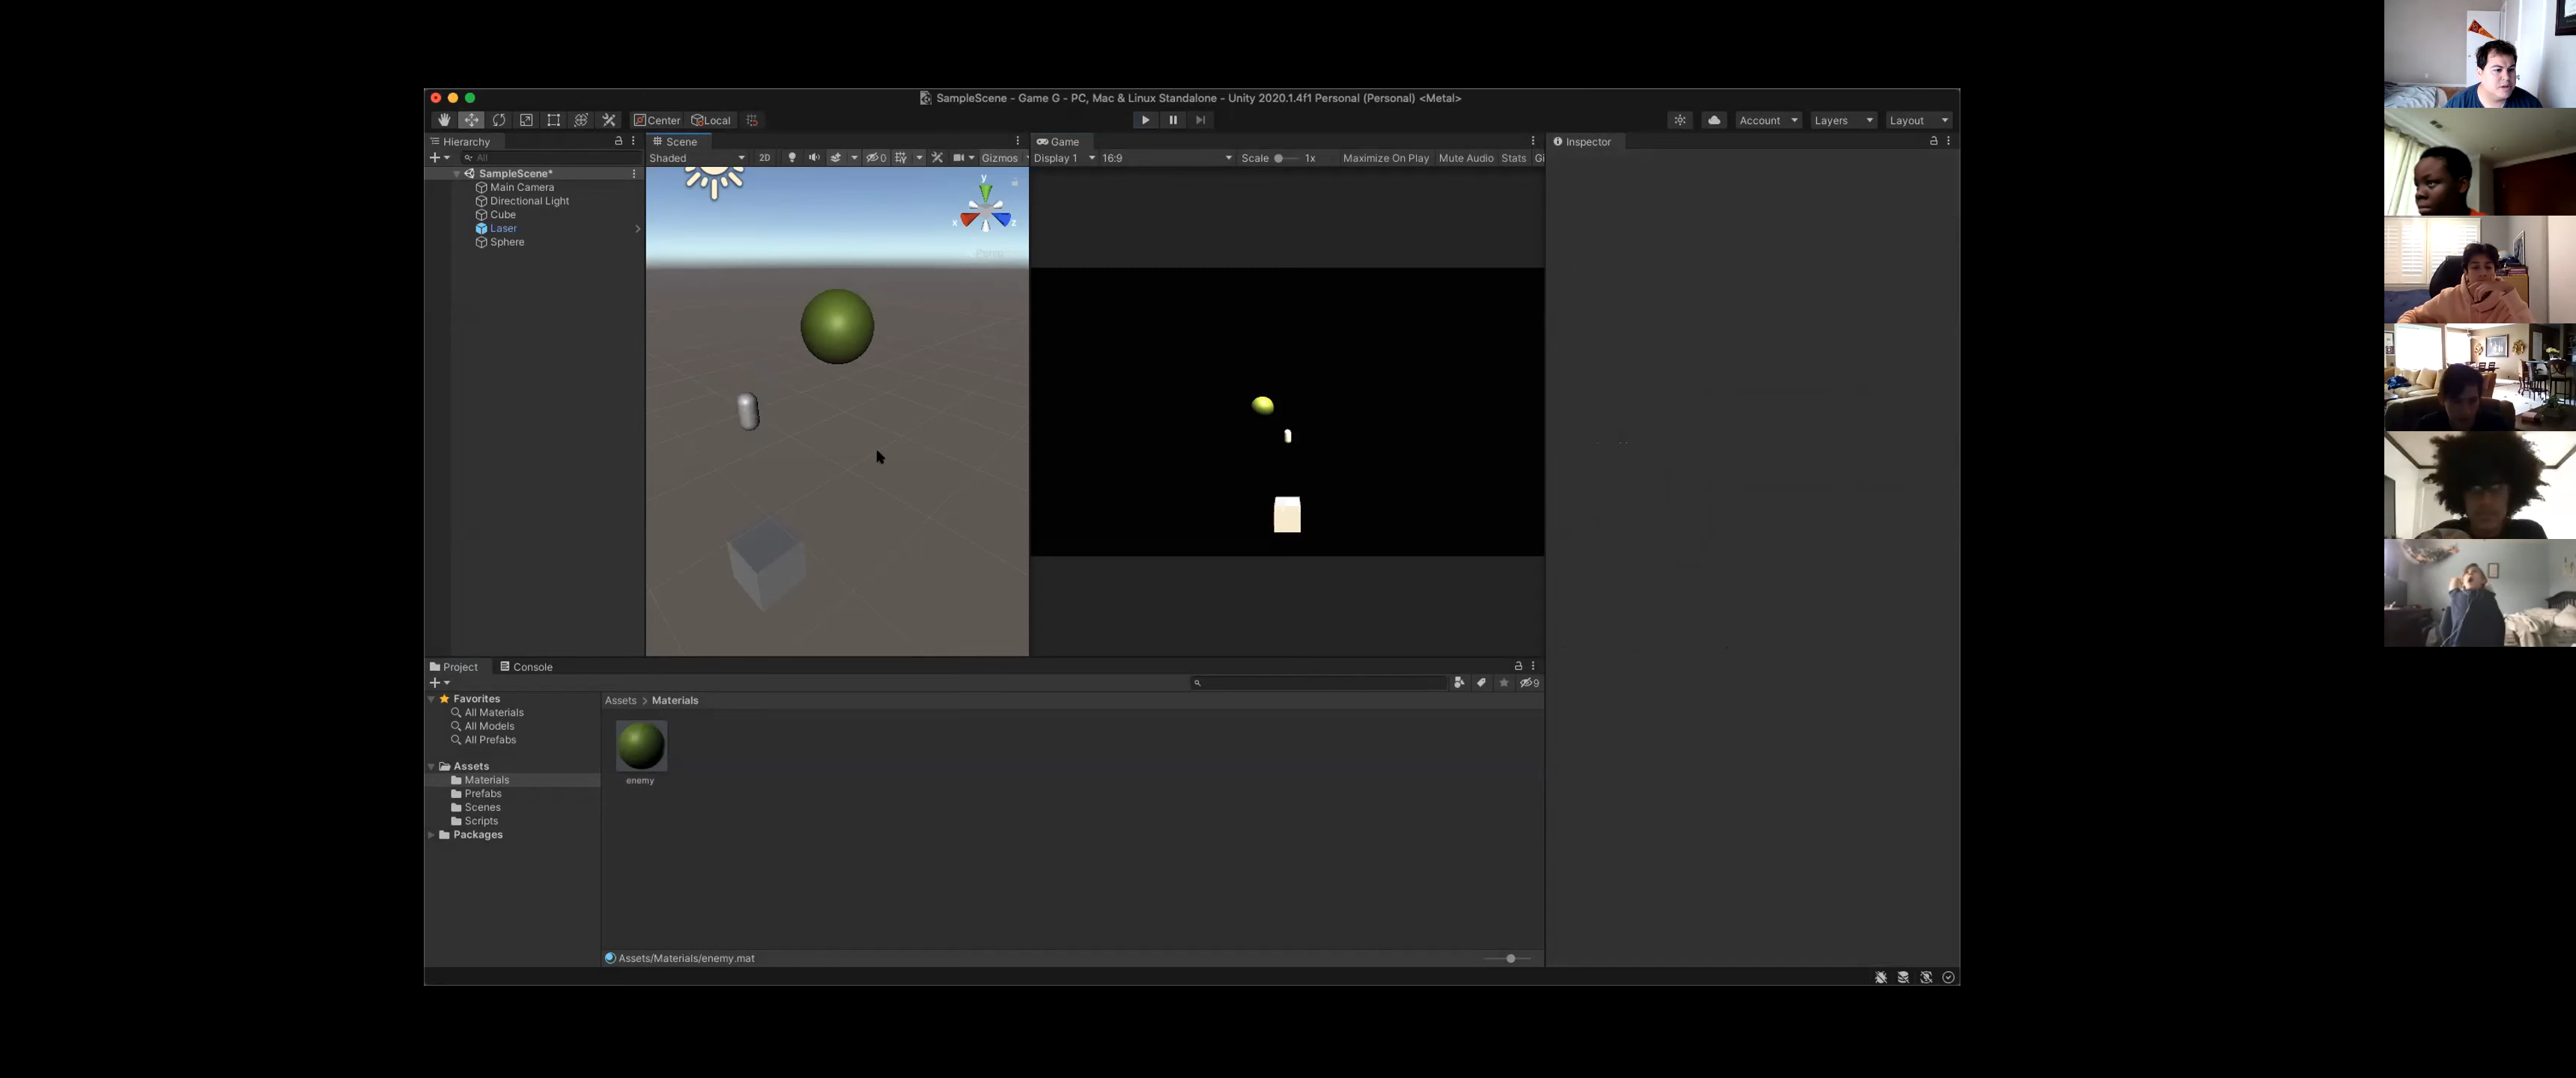 SampleScene - Game G - PC, Mac & Linux Standalone - Unity 2020.1.4f1 Personal (Personal) <Metal>
Center Local
Account Layers Layout
Hierarchy
All
SampleScene*
Main Camera
Directional Light
Cube
Laser
Sphere
Scene
Shaded 2D 0 Gizmos
y
x z
Persp
Game
Display 1 16:9 Scale 1x Maximize On Play Mute Audio Stats Gi
Inspector
Project Console
9
Favorites
All Materials
All Models
All Prefabs
Assets
Materials
Prefabs
Scenes
Scripts
Packages
Assets > Materials
enemy
Assets/Materials/enemy.mat